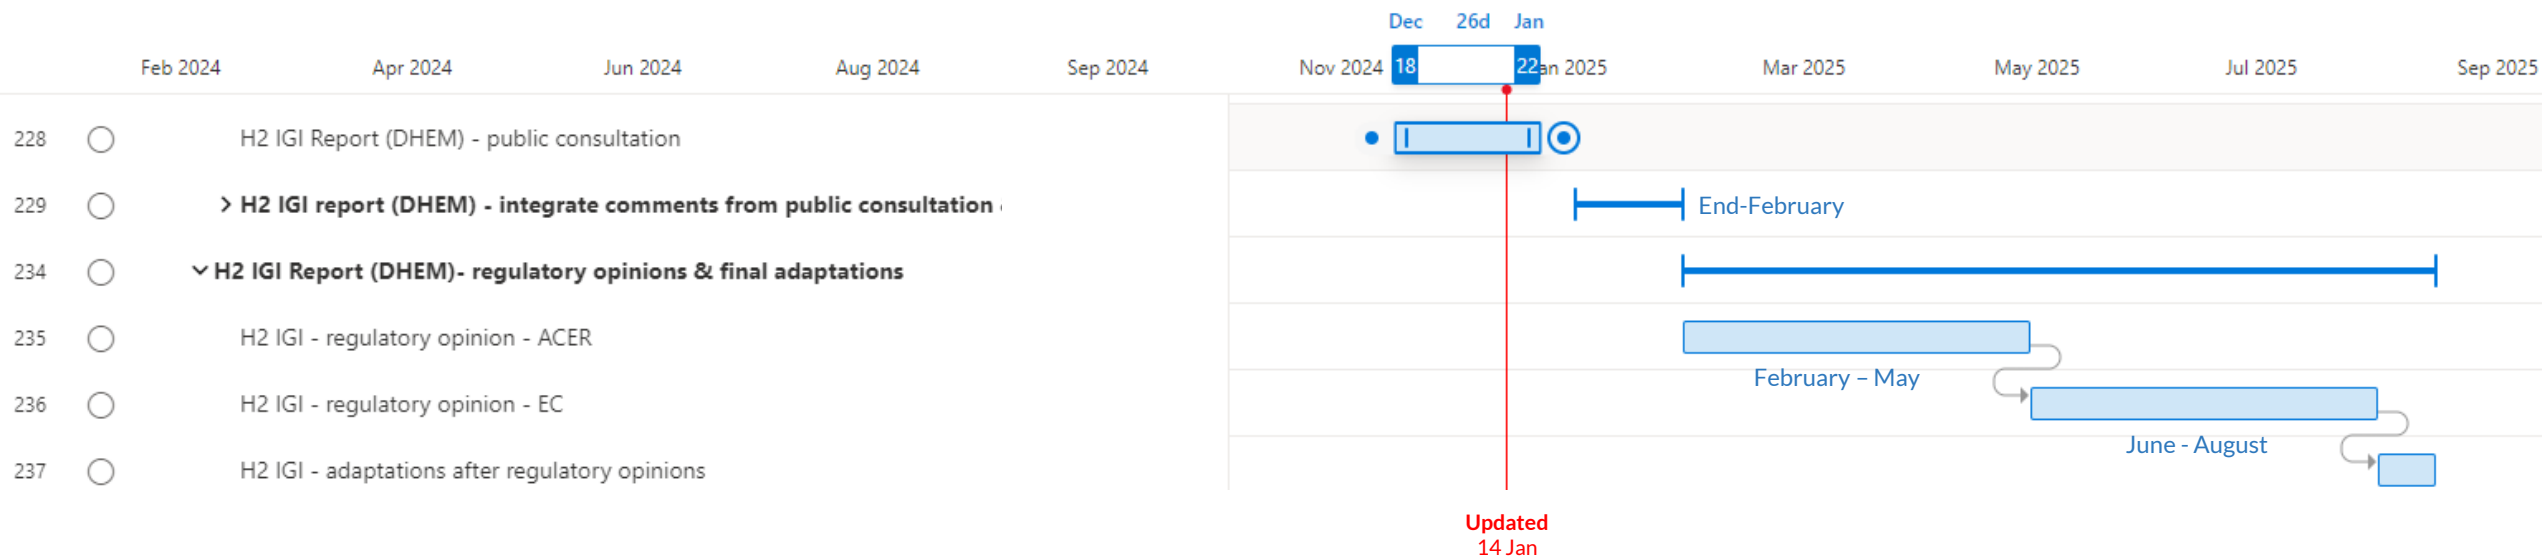 Dec 26d Jan
Feb 2024 Apr 2024 Jun 2024 Aug 2024 Sep 2024 Nov 2024 18 22 an 2025 Mar 2025 May 2025 Jul 2025 Sep 2025
228 H2 IGI Report (DHEM) - public consultation
229 H2 IGI report (DHEM) - integrate comments from public consultation End-February
234 H2 IGI Report (DHEM)- regulatory opinions & final adaptations
235 H2 IGI - regulatory opinion - ACER
February – May
236 H2 IGI - regulatory opinion - EC
June - August
237 H2 IGI - adaptations after regulatory opinions
Updated
14 Jan